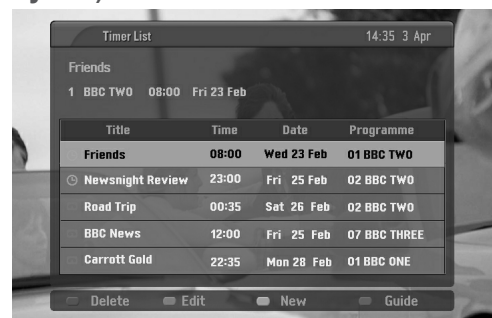 Timer List 14:35 3 Apr
Friends
1 BBC TWO 08:00 Fri 23 Feb
Title Time Date Programme
Friends 08:00 Wed 23 Feb 01 BBC TWO
Newsnight Review 23:00 Fri 25 Feb 02 BBC TWO
Road Trip 00:35 Sat 26 Feb 02 BBC TWO
BBC News 12:00 Fri 25 Feb 07 BBC THREE
Carrott Gold 22:35 Mon 28 Feb 01 BBC ONE
Delete Edit New Guide